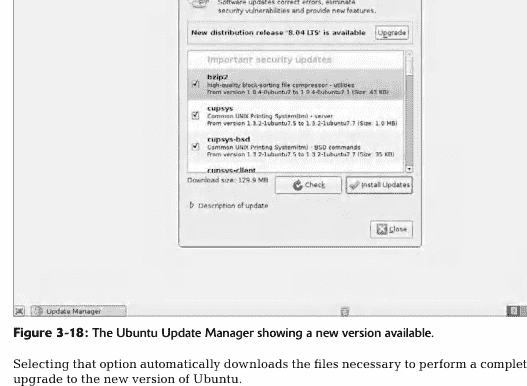 Software updates correct errors, eliminate
security vulnerabilities and provide new features.
New distribution release '8.04 LTS' is available
Upgrade
Important security updates
bzip2
high-quality block-sorting file compressor - utilities
From version 1.0.4-0ubuntu2 to 1.0.4-0ubuntu2.1 (Size: 43 KB)
cupsys
Common UNIX Printing System(tm) - server
From version 1.3.2-1ubuntu7.5 to 1.3.2-1ubuntu7.7 (Size: 1.0 MB)
cupsys-bsd
Common UNIX Printing System(tm) - BSD commands
From version 1.3.2-1ubuntu7.5 to 1.3.2-1ubuntu7.7 (Size: 35 KB)
cupsys-client
Download size: 129.9 MB
Check
Install Updates
Description of update
Close
Update Manager
Figure 3-18: The Ubuntu Update Manager showing a new version available.
Selecting that option automatically downloads the files necessary to perform a complet
upgrade to the new version of Ubuntu.